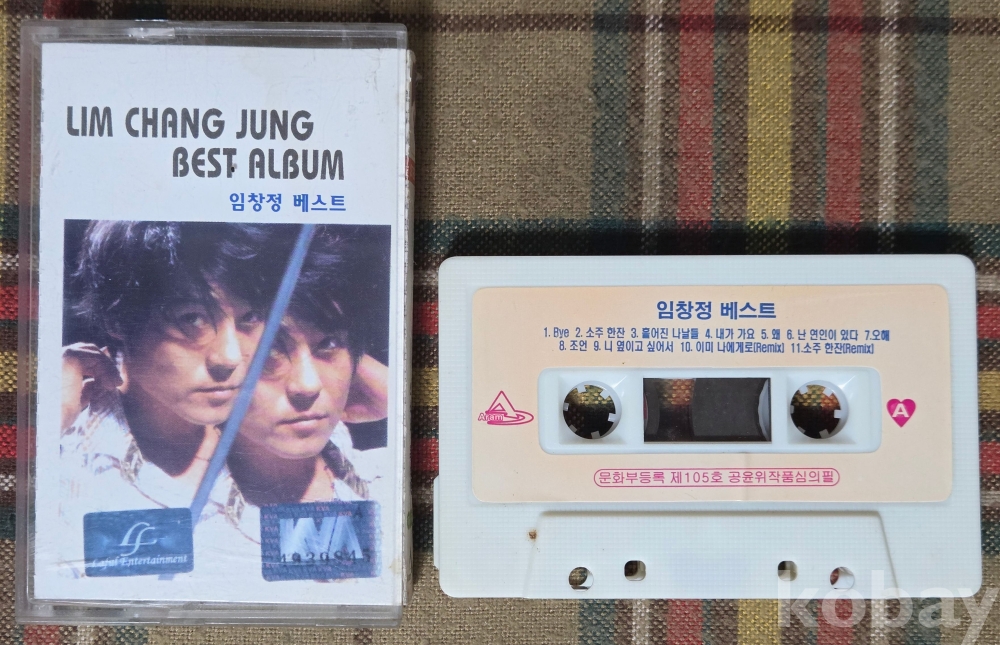 LIM CHANG JUNG
BEST ALBUM
임창정 베스트
Lajul Entertainment
임창정 베스트
1. Bye 2. 소주 한잔 3. 흩어진 나날들 4. 내가 가요 5. 왜 6. 난 연인이 있다 7.오해
8. 조언 9. 니 옆이고 싶어서 10. 이미 나에게로(Remix) 11.소주 한잔(Remix)
A
문화부등록 제105호 공윤위작품심의필
kobay